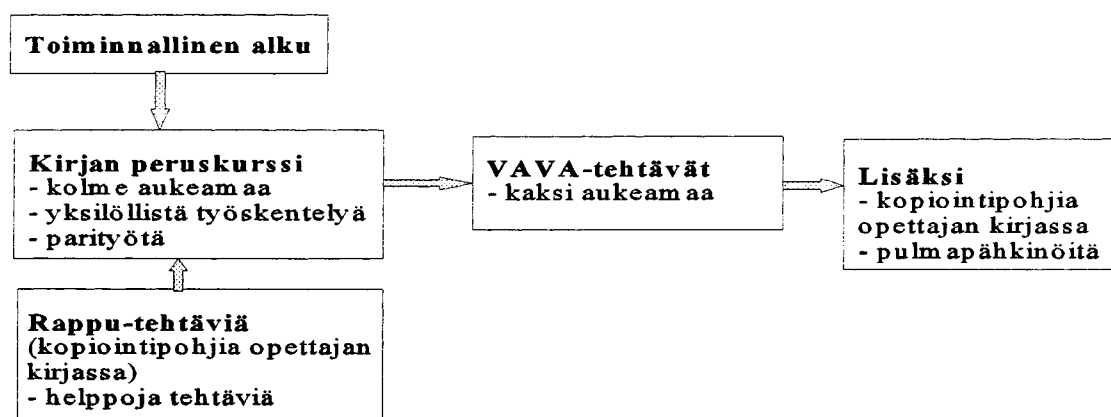 Toiminnallinen alku
Kirjan peruskurssi
- kolme aukeamaa
- yksilöllistä työskentelyä
- parityötä
VAVA-tehtävät
- kaksi aukeamaa
Lisäksi
- kopiointipohjia
opettajan kirjassa
- pulmapähkinöitä
Rappu-tehtäviä
(kopiointipohjia opettajan
kirjassa)
- helppoja tehtäviä